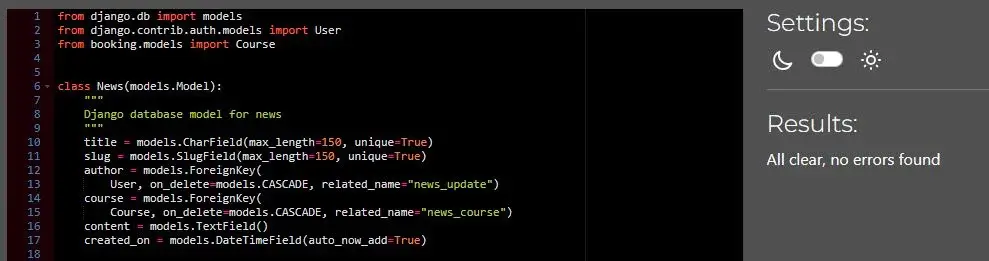 1 from django.db import models
2 from django.contrib.auth.models import User
3 from booking.models import Course
4
5
6 class News(models.Model):
7     """
8     Django database model for news
9     """
10     title = models.CharField(max_length=150, unique=True)
11     slug = models.SlugField(max_length=150, unique=True)
12     author = models.ForeignKey(
13         User, on_delete=models.CASCADE, related_name="news_update")
14     course = models.ForeignKey(
15         Course, on_delete=models.CASCADE, related_name="news_course")
16     content = models.TextField()
17     created_on = models.DateTimeField(auto_now_add=True)
18
Settings:
Results:
All clear, no errors found